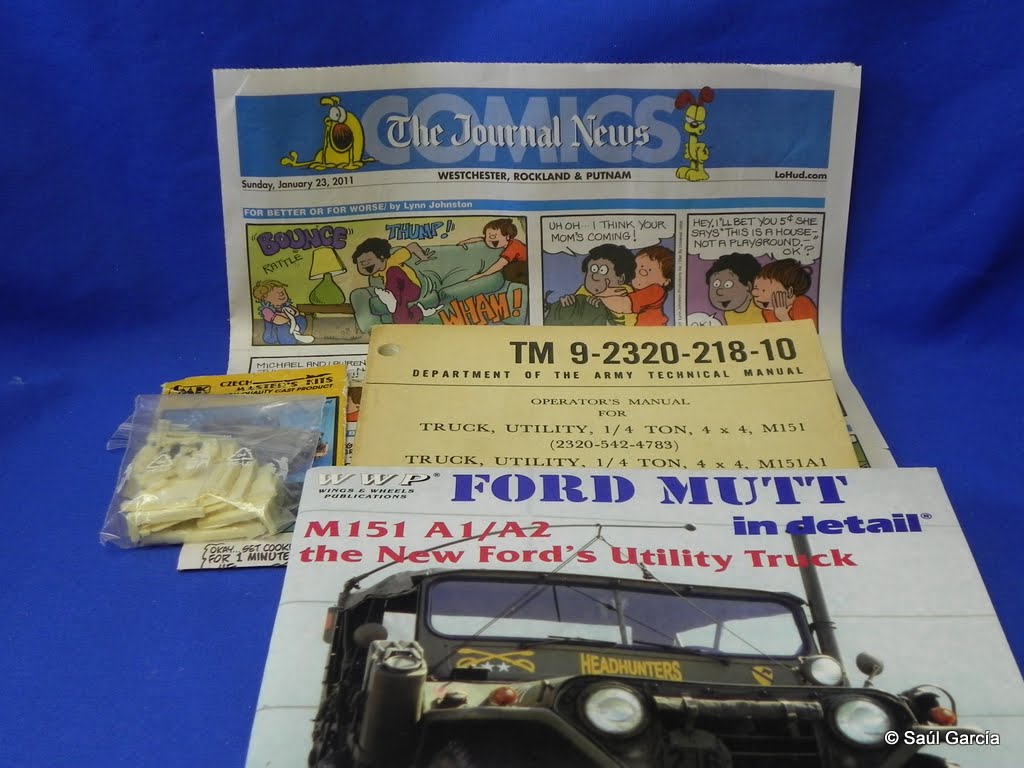 COMICS
The Journal News
Sunday, January 23, 2011
WESTCHESTER, ROCKLAND & PUTNAM
LoHud.com
FOR BETTER OR FOR WORSE/ by Lynn Johnston
"BOUNCE"
RATTLE
THUMP!"
WHAM!
UH OH... I THINK YOUR
MOM'S COMING!
HEY, I'LL BET YOU 5¢ SHE
SAYS "THIS IS A HOUSE-
NOT A PLAYGROUND,-"
OK?
OK!
MICHAEL AND
CZECH
MASTER'S KITS
QUALITY CAST PRODUCT
OKAY... GET
FOR 1 MINUTE
TM 9-2320-218-10
DEPARTMENT OF THE ARMY TECHNICAL MANUAL
OPERATOR'S MANUAL
FOR
TRUCK, UTILITY, 1/4 TON, 4 x 4, M151
(2320-542-4783)
TRUCK, UTILITY, 1/4 TON, 4 x 4, M151A1
WWP®
WINGS & WHEELS
PUBLICATIONS
FORD MUTT
in detail®
M151 A1/A2
the New Ford's Utility Truck
HEADHUNTERS
© Saúl García